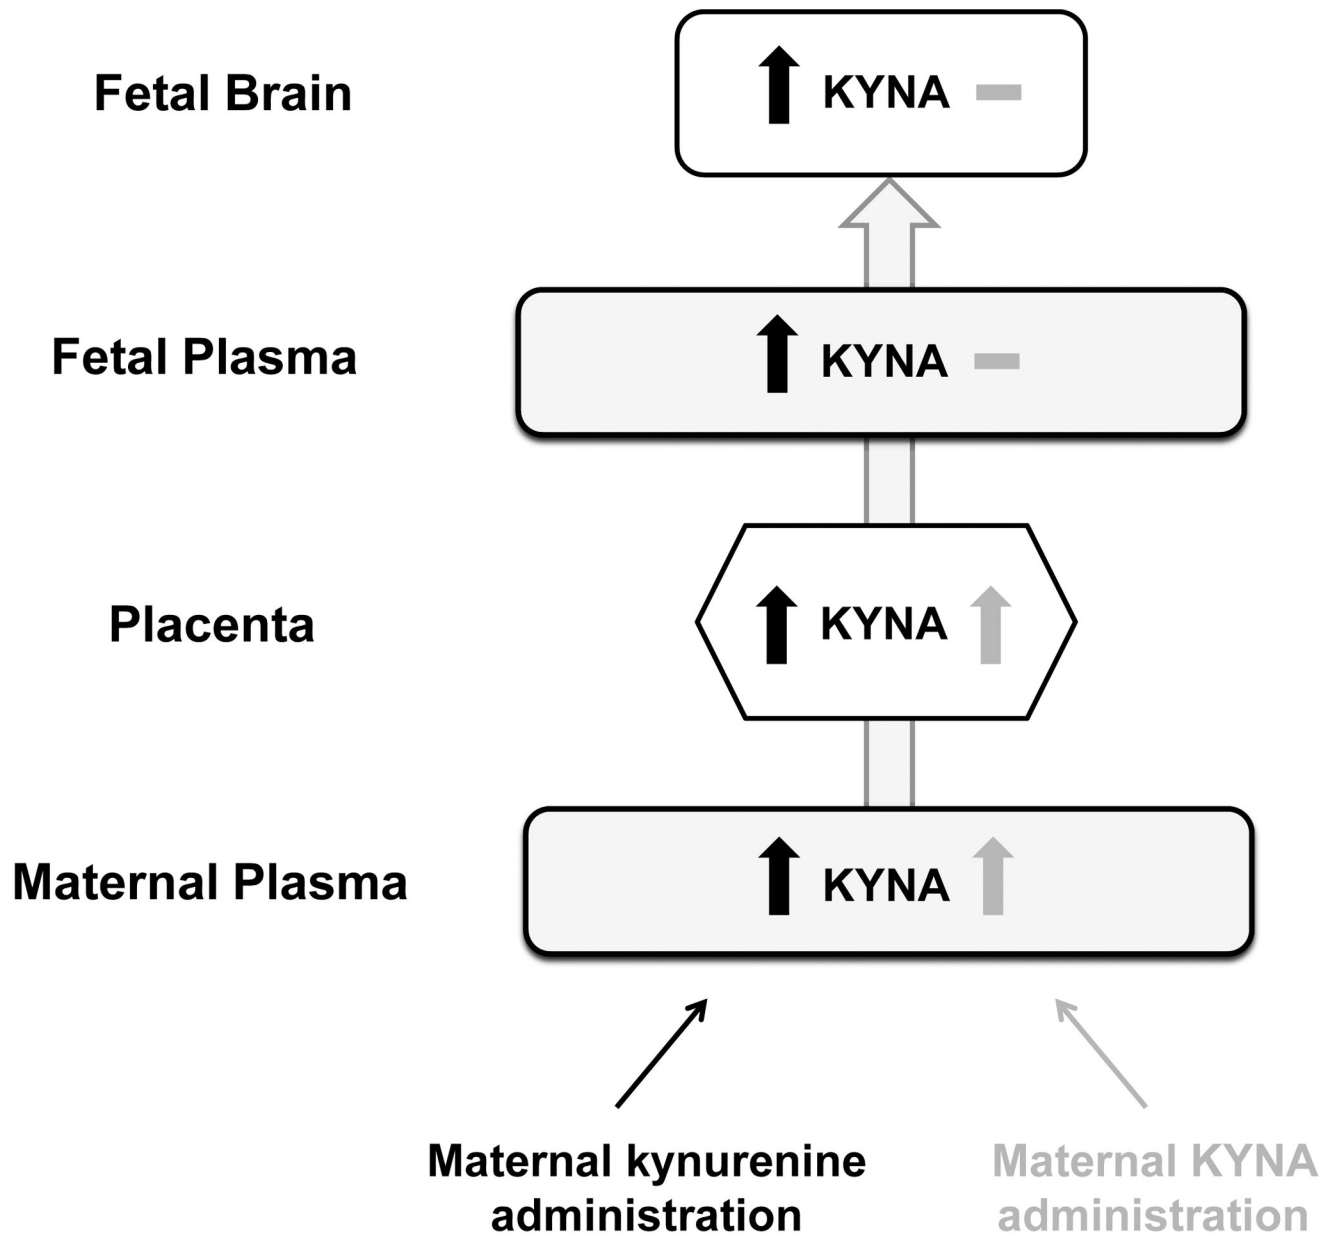 Fetal Brain
KYNA
Fetal Plasma
KYNA
Placenta
KYNA
Maternal Plasma
KYNA
Maternal kynurenine
administration
Maternal KYNA
administration